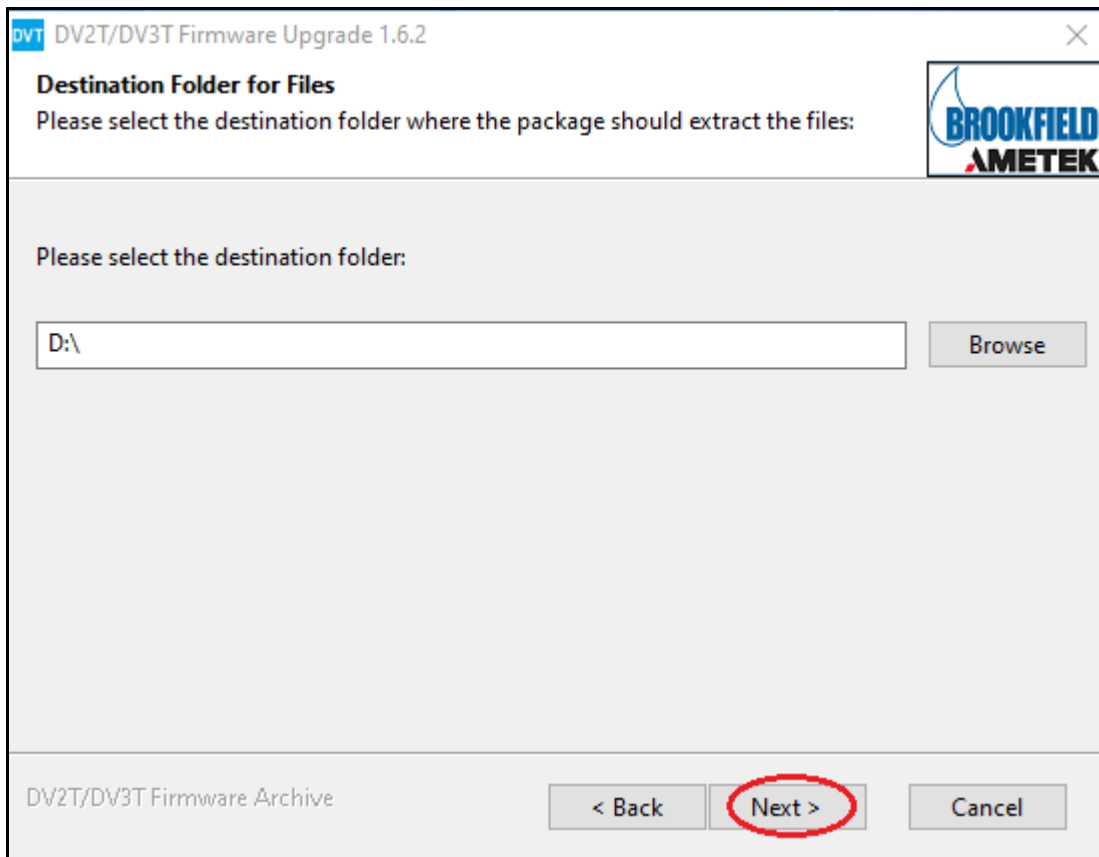 DVT DV2T/DV3T Firmware Upgrade 1.6.2
Destination Folder for Files
Please select the destination folder where the package should extract the files:
BROOKFIELD
AMETEK
Please select the destination folder:
D:\
Browse
DV2T/DV3T Firmware Archive
< Back
Next >
Cancel